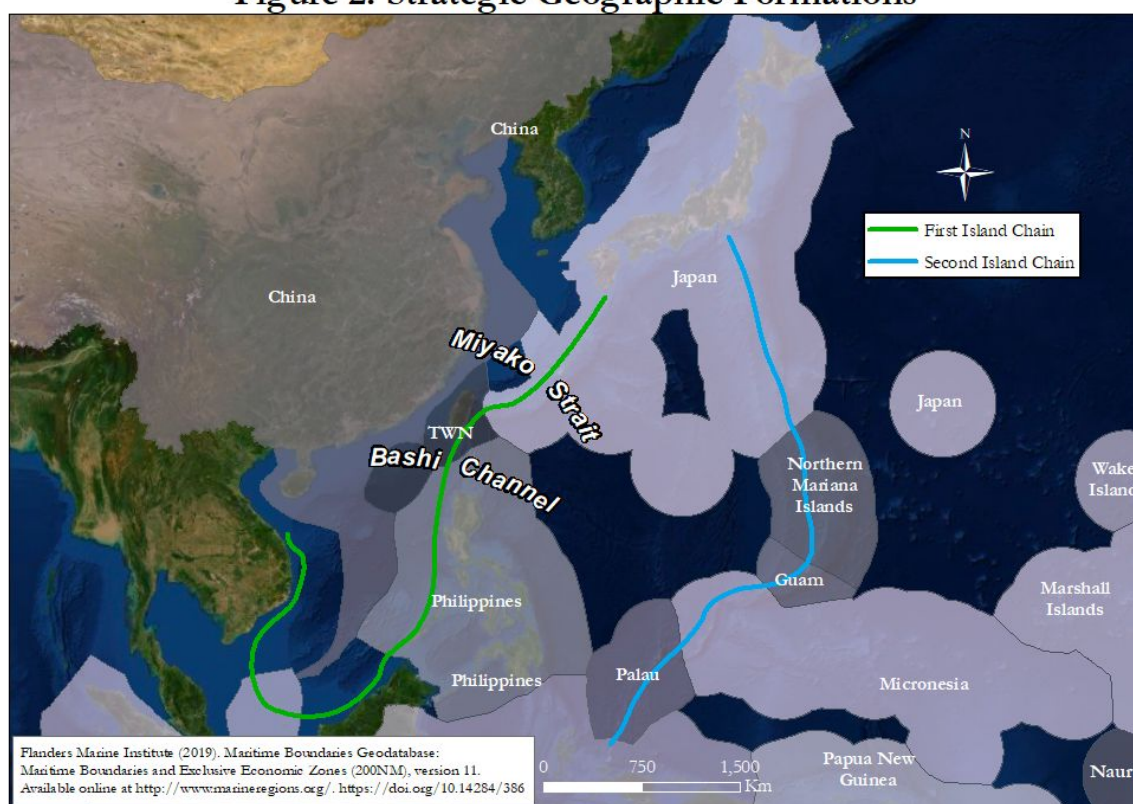 Figure 2. Strategic Geographic Formations
China
N
First Island Chain
Second Island Chain
China
Japan
Miyako Strait
Japan
TWN
Bashi Channel
Northern
Mariana
Islands
Wake
Island
Guam
Marshall
Islands
Philippines
Palau
Philippines
Micronesia
Flanders Marine Institute (2019). Maritime Boundaries Geodatabase:
Maritime Boundaries and Exclusive Economic Zones (200NM), version 11.
Available online at http://www.marineregions.org/. https://doi.org/10.14284/386
0 750 1,500
Km
Papua New
Guinea
Naur